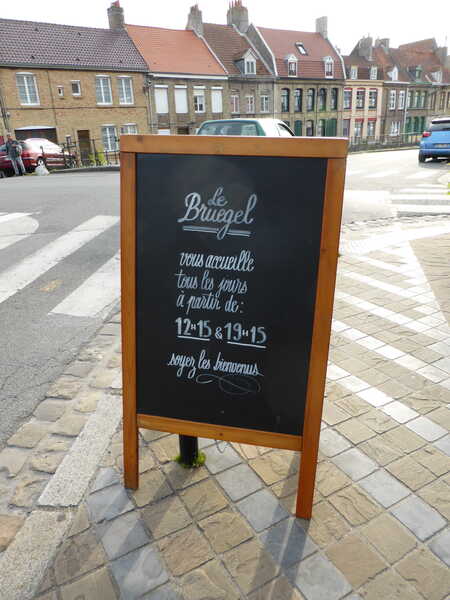 Le
Bruegel
vous accueille
tous les jours
à partir de:
12H15 & 19H15
soyez les bienvenus